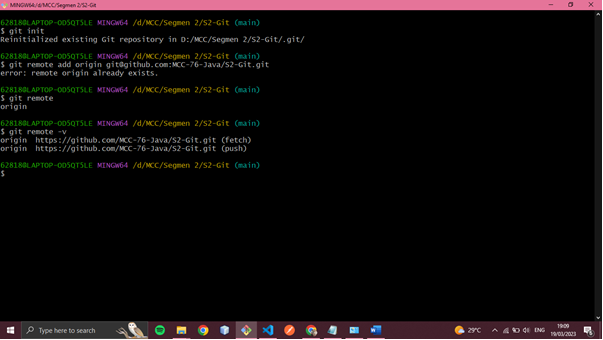 MINGW64:/d/MCC/Segmen 2/S2-Git
62818@LAPTOP-OD5QT5LE MINGW64 /d/MCC/Segmen 2/S2-Git (main)
$ git init
Reinitialized existing Git repository in D:/MCC/Segmen 2/S2-Git/.git/
62818@LAPTOP-OD5QT5LE MINGW64 /d/MCC/Segmen 2/S2-Git (main)
$ git remote add origin git@github.com:MCC-76-Java/S2-Git.git
error: remote origin already exists.
62818@LAPTOP-OD5QT5LE MINGW64 /d/MCC/Segmen 2/S2-Git (main)
$ git remote
origin
62818@LAPTOP-OD5QT5LE MINGW64 /d/MCC/Segmen 2/S2-Git (main)
$ git remote -v
origin  https://github.com/MCC-76-Java/S2-Git.git (fetch)
origin  https://github.com/MCC-76-Java/S2-Git.git (push)
62818@LAPTOP-OD5QT5LE MINGW64 /d/MCC/Segmen 2/S2-Git (main)
$
Type here to search
29°C
ENG
19:09
19/03/2023